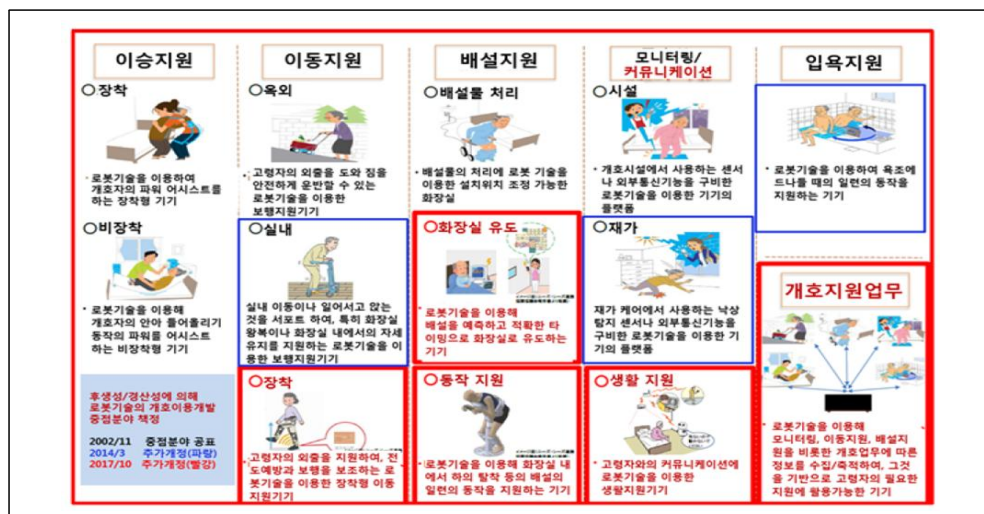 이승지원
○장착
로봇기술을 이용하여
개호자의 파워 어시스트를
하는 장착형 기기
○비장착
로봇기술을 이용해
개호자의 안아 들어올리기
동작의 파워를 어시스트
하는 비장착형 기기
후생성/경산성에 의해
로봇기술의 개호이용개발
중점분야 책정
2002/11 중점분야 공표
2014/3 추가개정(파랑)
2017/10 추가개정(빨강)
이동지원
○옥외
고령자의 외출을 도와 짐을
안전하게 운반할 수 있는
로봇기술을 이용한
보행지원기기
○실내
실내 이동이나 일어서고 앉는
것을 서포트 하여, 특히 화장실
왕복이나 화장실 내에서의 자세
유지를 지원하는 로봇기술을 이
용한 보행지원기기
○장착
고령자의 외출을 지원하여, 전
도예방과 보행을 보조하는 로
봇기술을 이용한 장착형 이동
지원기기
배설지원
○배설물 처리
배설물의 처리에 로봇 기술을
이용한 설치위치 조정 가능한
화장실
○화장실 유도
로봇기술을 이용해
배설을 예측하고 적확한 타
이밍으로 화장실로 유도하는
기기
○동작 지원
로봇기술을 이용해 화장실 내
에서 하의 탈착 등의 배설의
일련의 동작을 지원하는 기기
모니터링/
커뮤니케이션
○시설
개호시설에서 사용하는 센서
나 외부통신기능을 구비한
로봇기술을 이용한 기기의
플랫폼
○재가
재가 케어에서 사용하는 낙상
탐지 센서나 외부통신기능을
구비한 로봇기술을 이용한 기
기의 플랫폼
○생활 지원
고령자와의 커뮤니케이션에
로봇기술을 이용한
생활지원기기
입욕지원
로봇기술을 이용하여 욕조에
드나들 때의 일련의 동작을
지원하는 기기
개호지원업무
로봇기술을 이용해
모니터링, 이동지원, 배설지
원을 비롯한 개호업무에 따른
정보를 수집/축적하여, 그것
을 기반으로 고령자의 필요한
지원에 활용가능한 기기